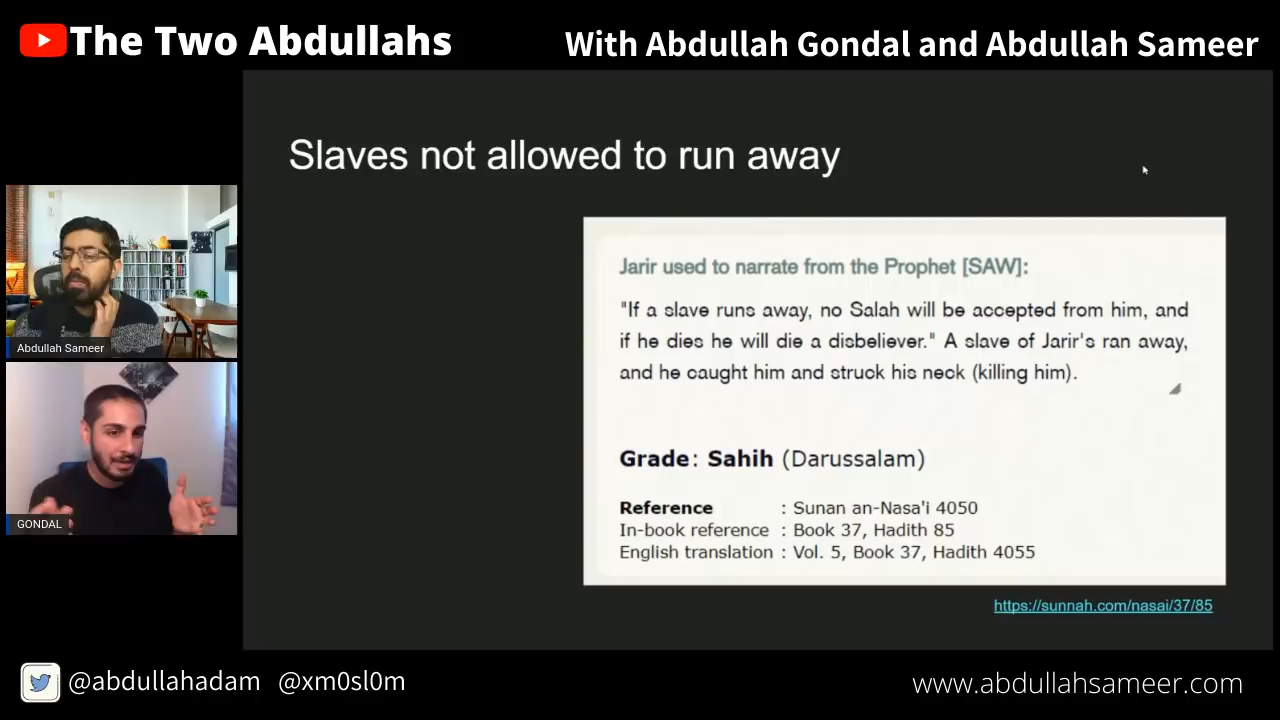 The Two Abdullahs
With Abdullah Gondal and Abdullah Sameer
Slaves not allowed to run away
Jarir used to narrate from the Prophet [SAW]:
"If a slave runs away, no Salah will be accepted from him, and
if he dies he will die a disbeliever." A slave of Jarir's ran away,
and he caught him and struck his neck (killing him).
Grade: Sahih (Darussalam)
Reference : Sunan an-Nasa'i 4050
In-book reference : Book 37, Hadith 85
English translation : Vol. 5, Book 37, Hadith 4055
https://sunnah.com/nasai/37/85
Abdullah Sameer
GONDAL
@abdullahadam @xm0sl0m
www.abdullahsameer.com